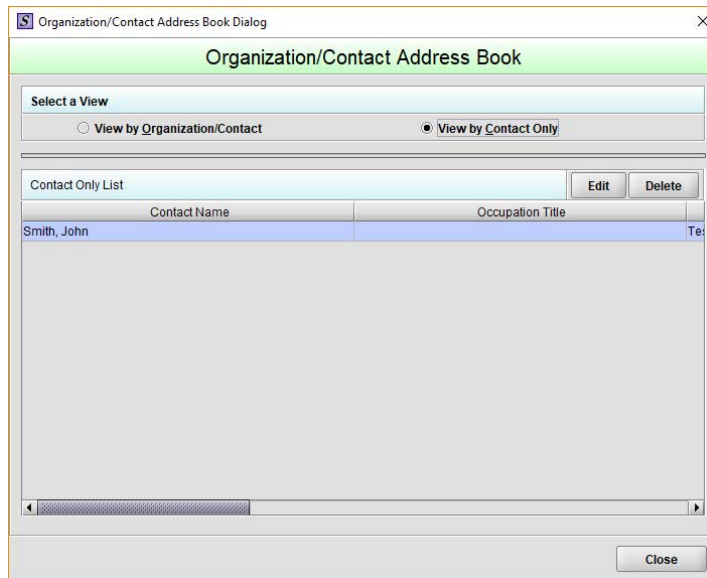 S Organization/Contact Address Book Dialog
Organization/Contact Address Book
Select a View
View by Organization/Contact View by Contact Only
Contact Only List Edit Delete
Contact Name Occupation Title
Smith, John
Close